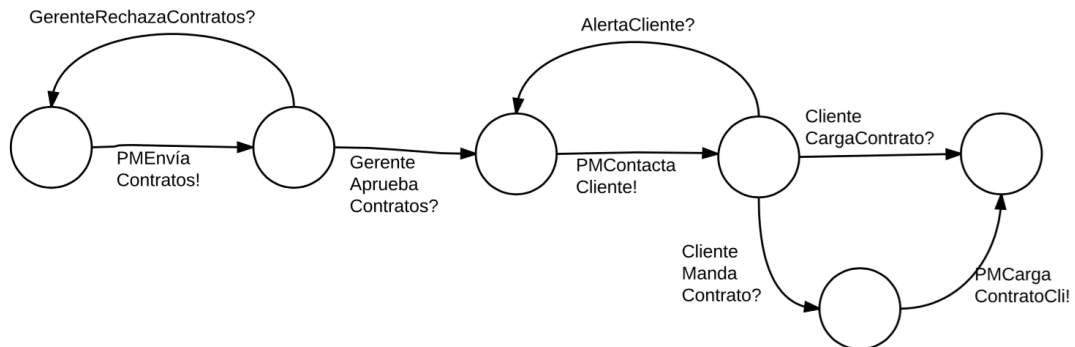 GerenteRechazaContratos?
AlertaCliente?
PMEnvía
Contratos!
Gerente
Aprueba
Contratos?
PMContacta
Cliente!
Cliente
CargaContrato?
Cliente
Manda
Contrato?
PMCarga
ContratoCli!